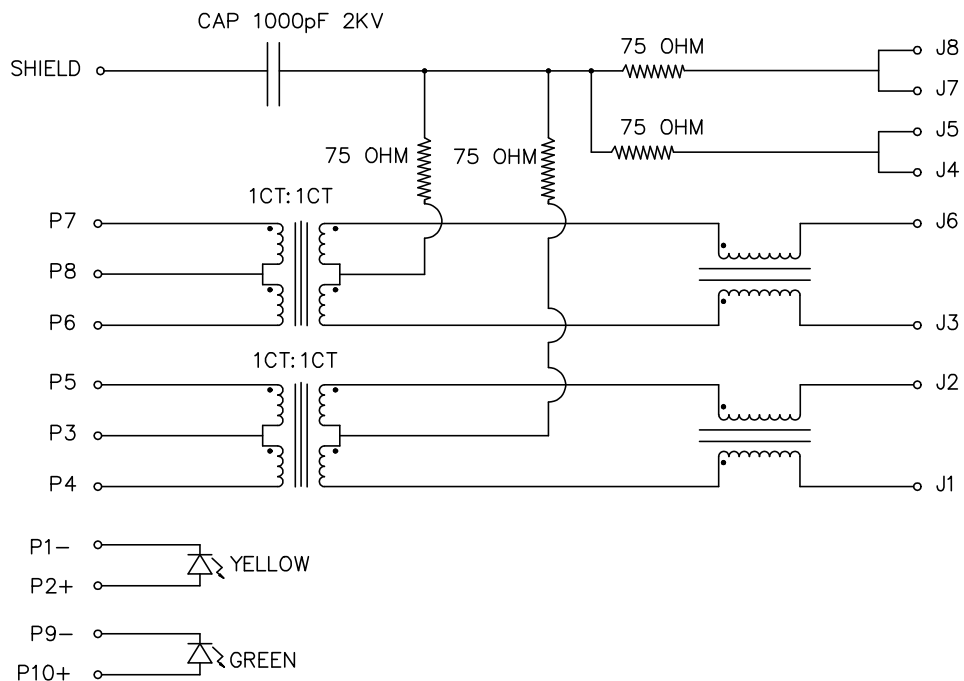 CAP 1000pF 2KV
75 OHM
J8
SHIELD
J7
75 OHM
J5
75 OHM 75 OHM
J4
1CT:1CT
P7
J6
P8
P6
J3
1CT:1CT
P5
J2
P3
P4
J1
P1-
YELLOW
P2+
P9-
GREEN
P10+